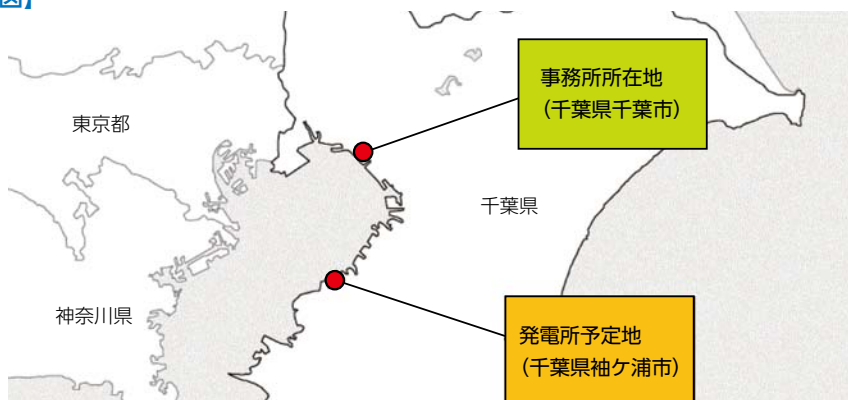 図】
事務所所在地
（千葉県千葉市）
東京都
千葉県
神奈川県
発電所予定地
（千葉県袖ケ浦市）